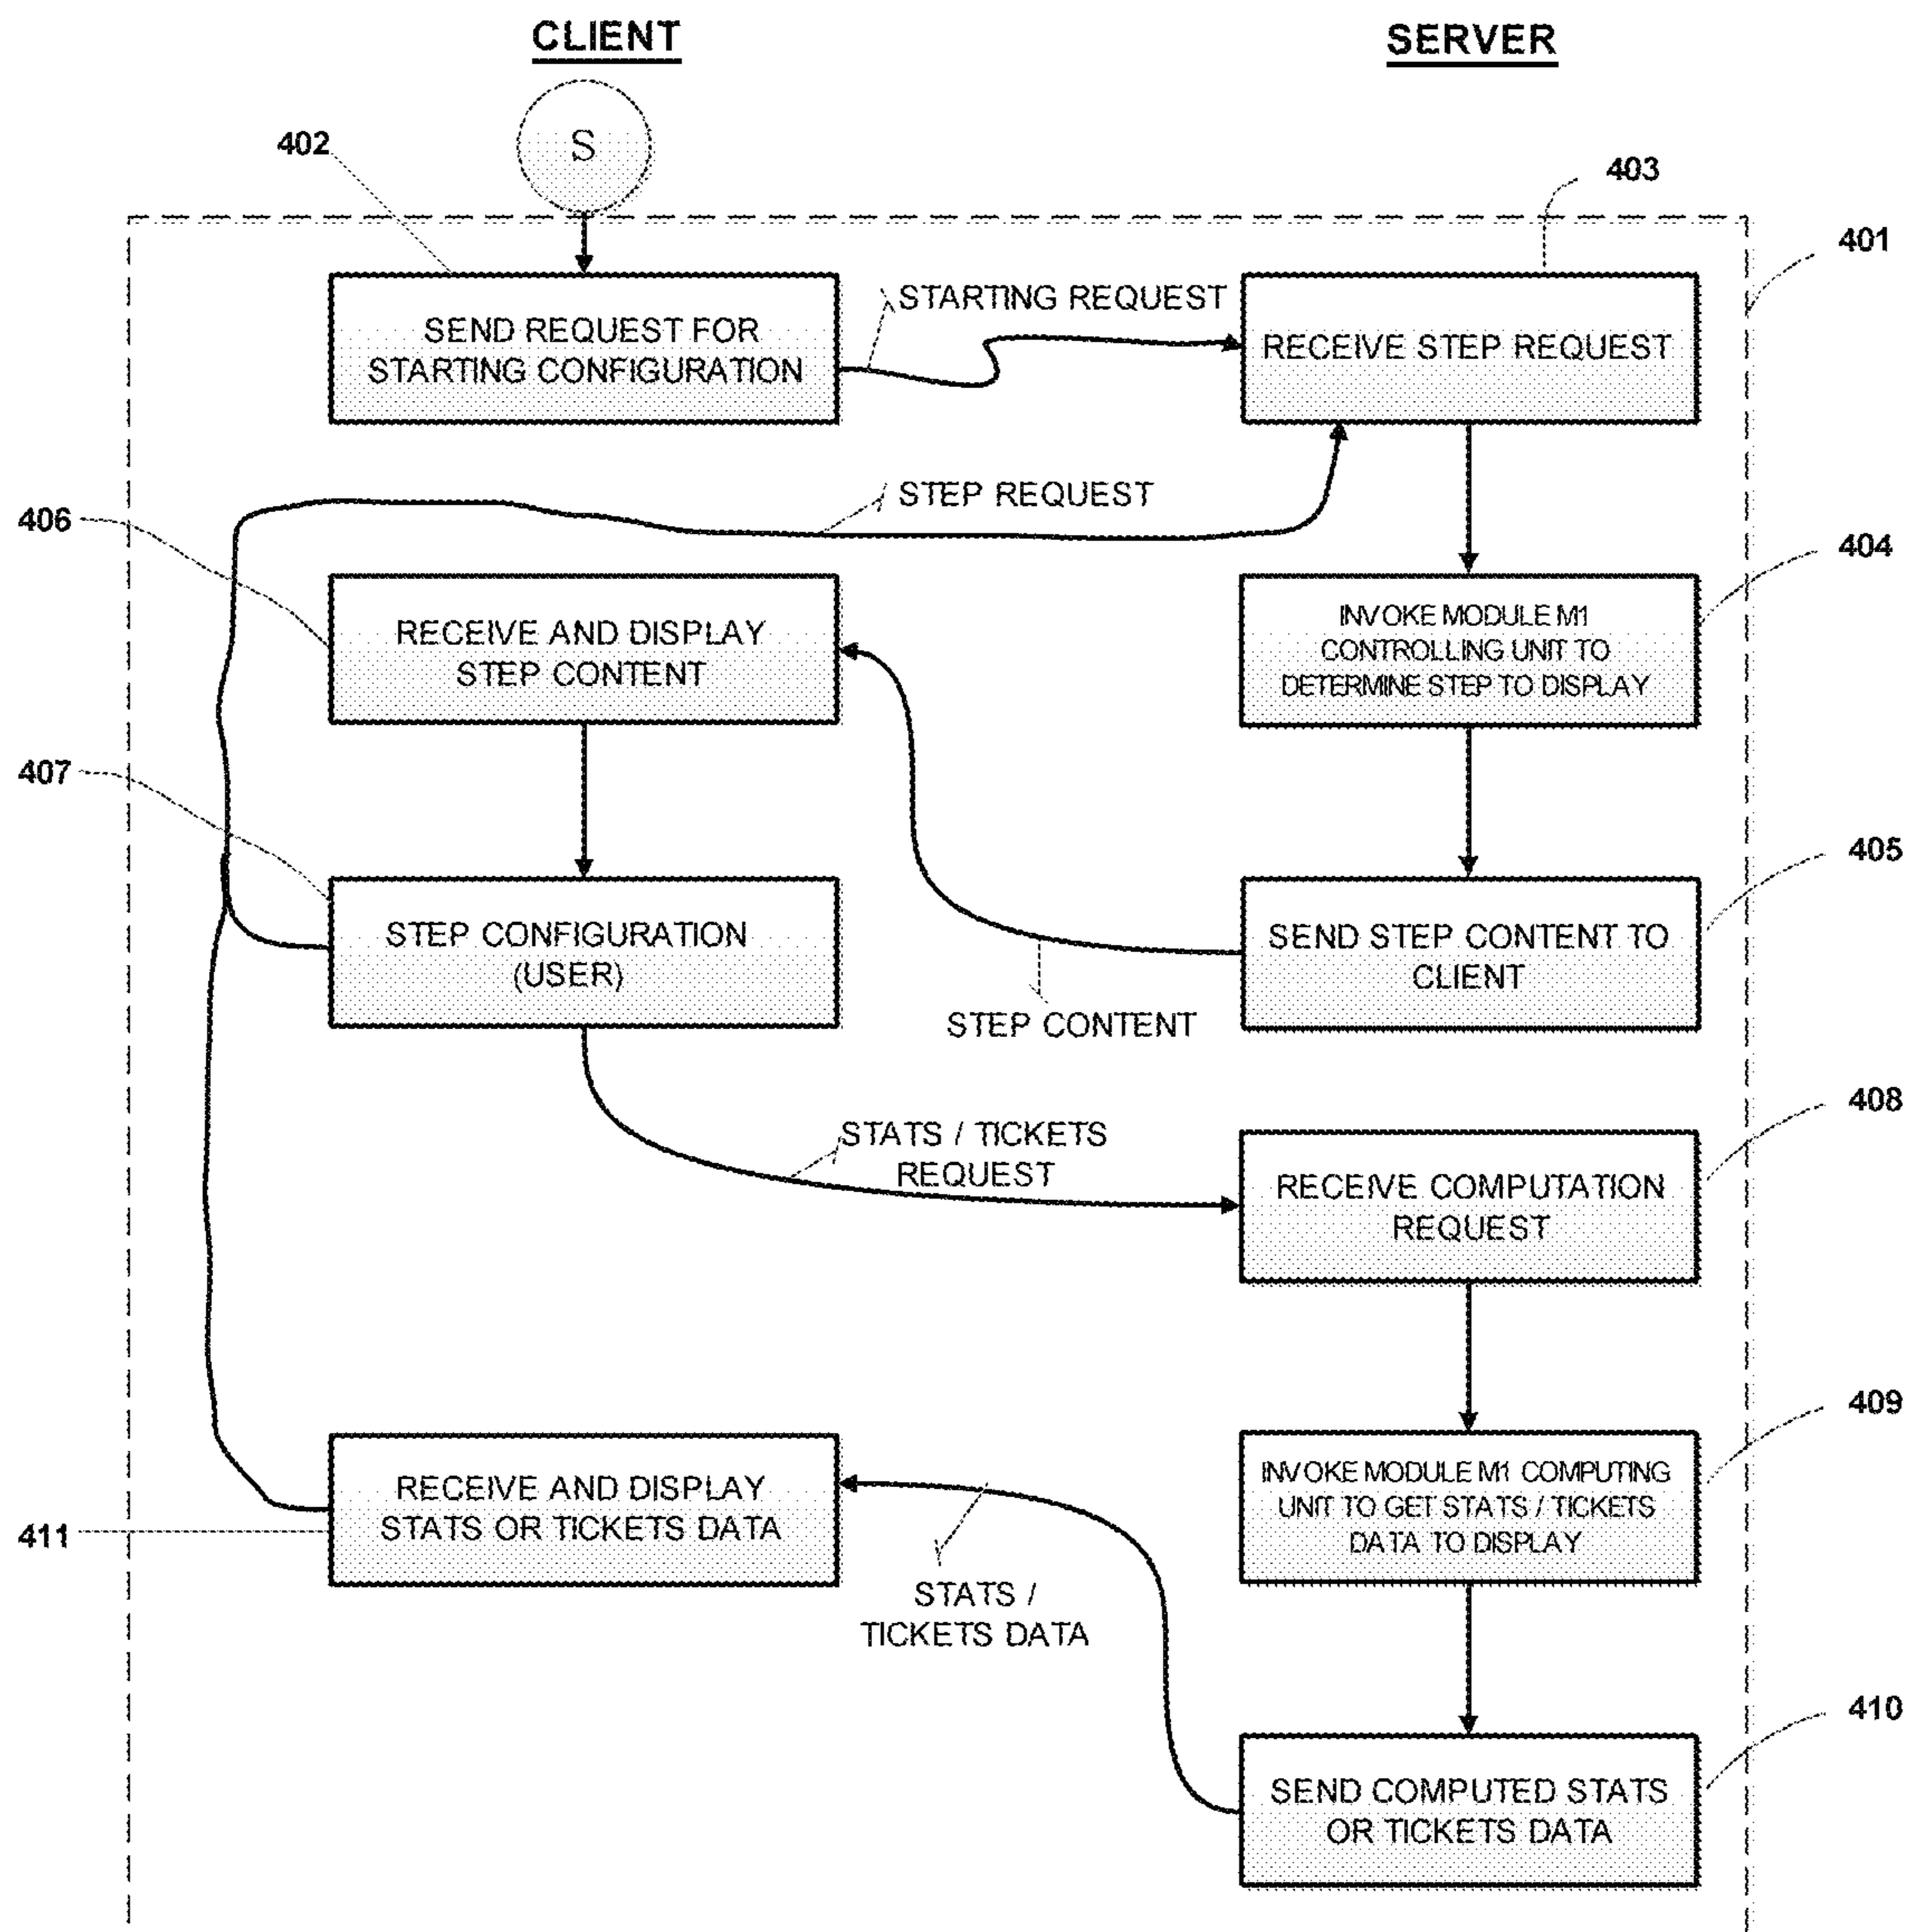 CLIENT
SERVER
S
402
403
401
SEND REQUEST FOR
STARTING CONFIGURATION
STARTING REQUEST
RECEIVE STEP REQUEST
STEP REQUEST
406
404
RECEIVE AND DISPLAY
STEP CONTENT
INVOKE MODULE M1
CONTROLLING UNIT TO
DETERMINE STEP TO DISPLAY
407
405
STEP CONFIGURATION
(USER)
SEND STEP CONTENT TO
CLIENT
STEP CONTENT
408
STATS / TICKETS
REQUEST
RECEIVE COMPUTATION
REQUEST
409
RECEIVE AND DISPLAY
STATS OR TICKETS DATA
INVOKE MODULE M1 COMPUTING
UNIT TO GET STATS / TICKETS
DATA TO DISPLAY
411
STATS /
TICKETS DATA
410
SEND COMPUTED STATS
OR TICKETS DATA